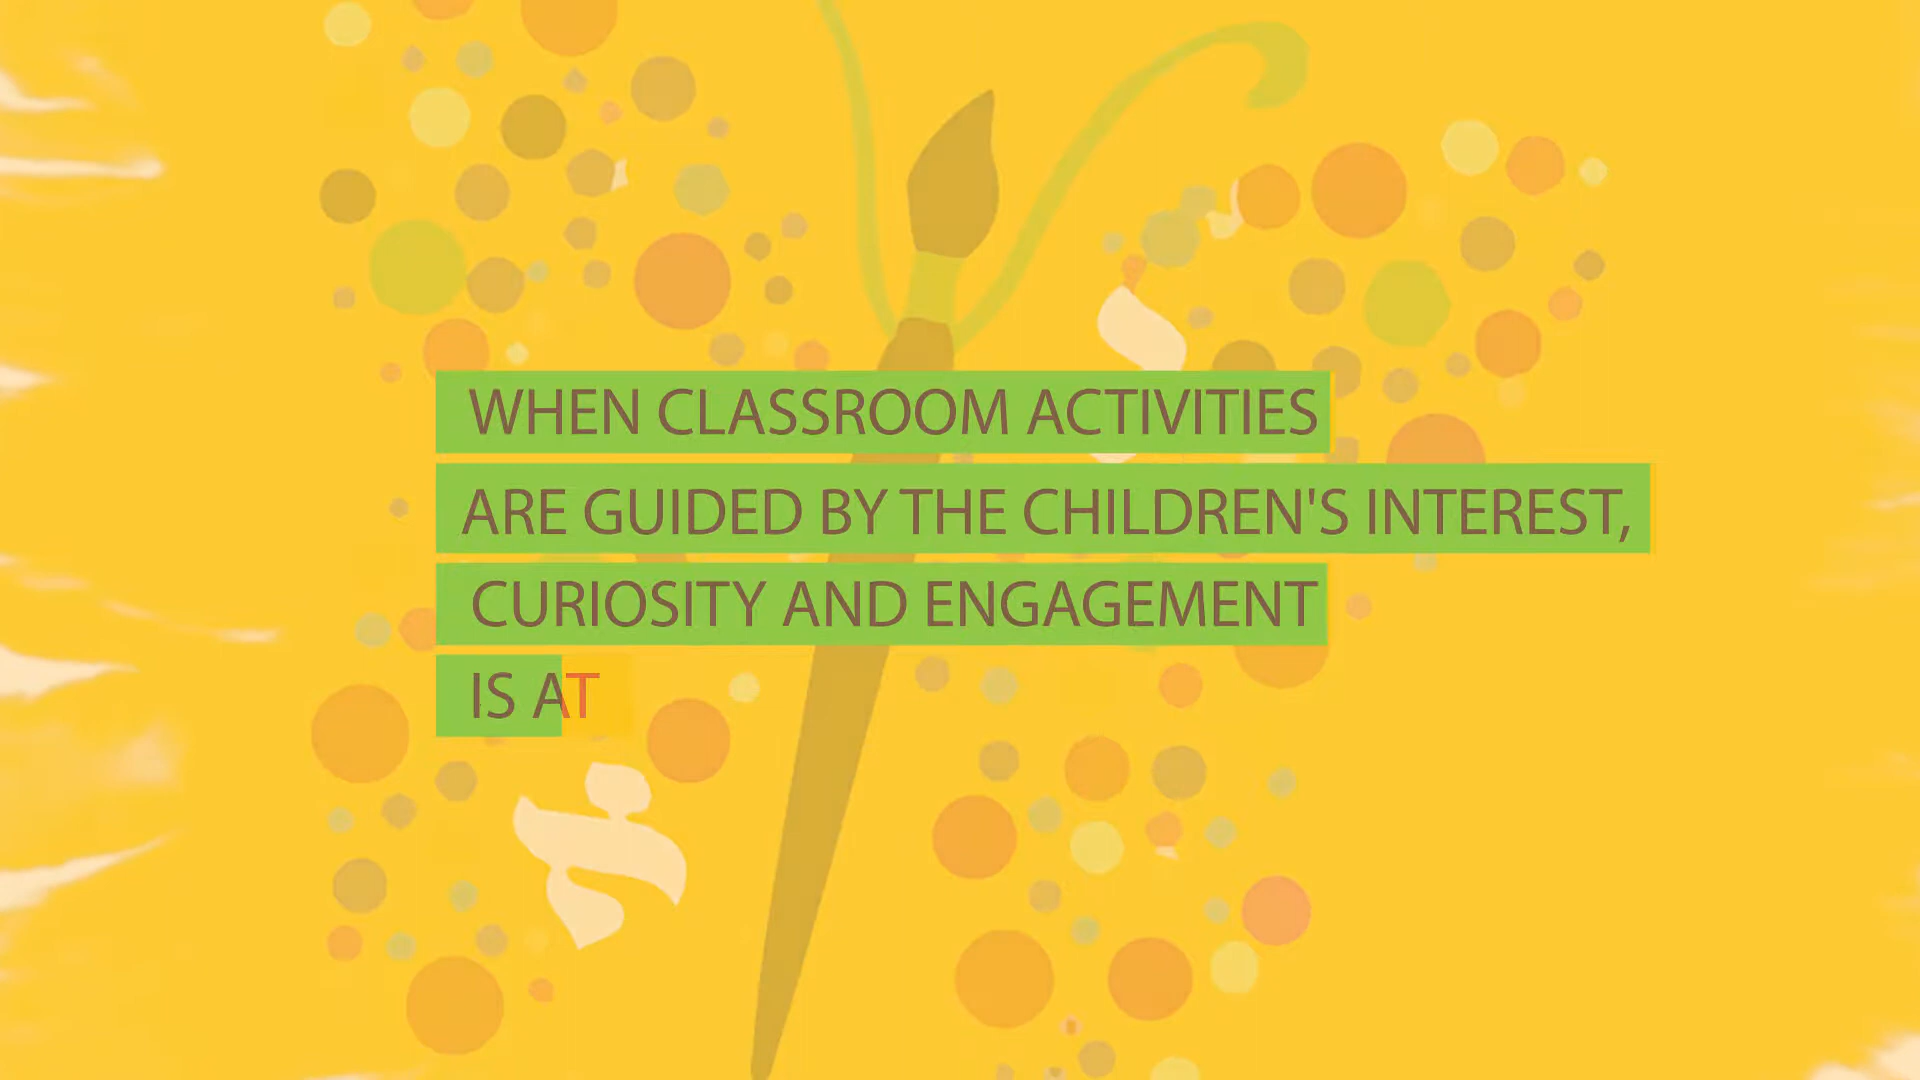 WHEN CLASSROOM ACTIVITIES
ARE GUIDED BY THE CHILDREN'S INTEREST,
CURIOSITY AND ENGAGEMENT
IS AT